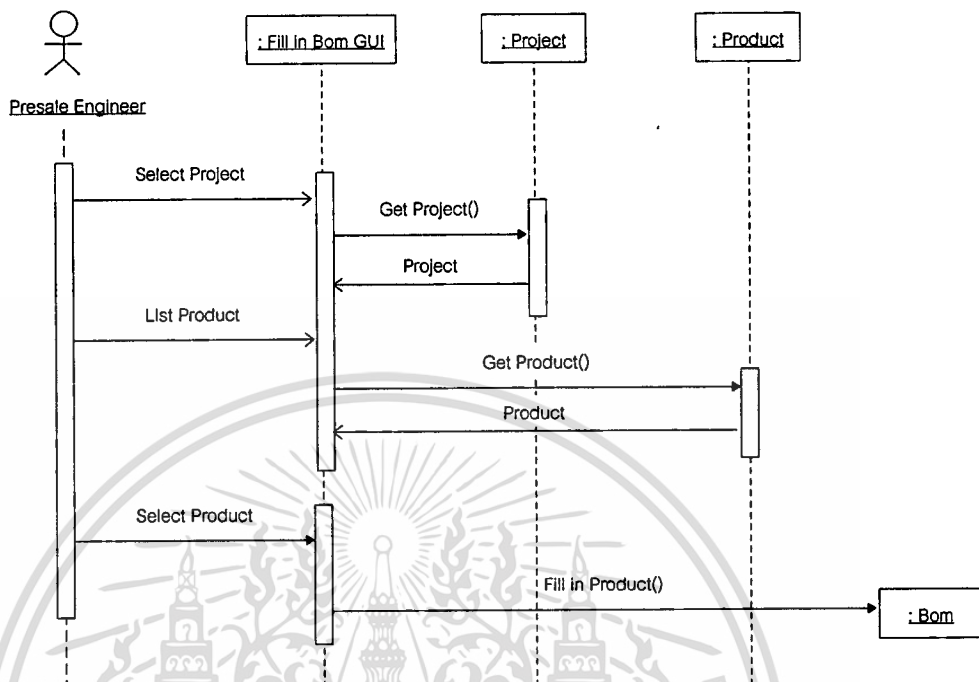 : Fill in Bom GUI
: Project
: Product
Presale Engineer
Select Project
Get Project()
Project
List Product
Get Product()
Product
Select Product
Fill in Product()
: Bom